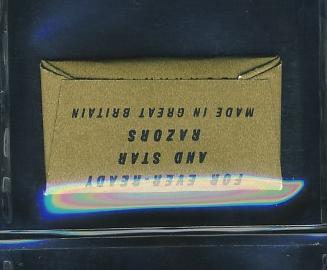 FOR EVER-READY
AND STAR
RAZORS
MADE IN GREAT BRITAIN